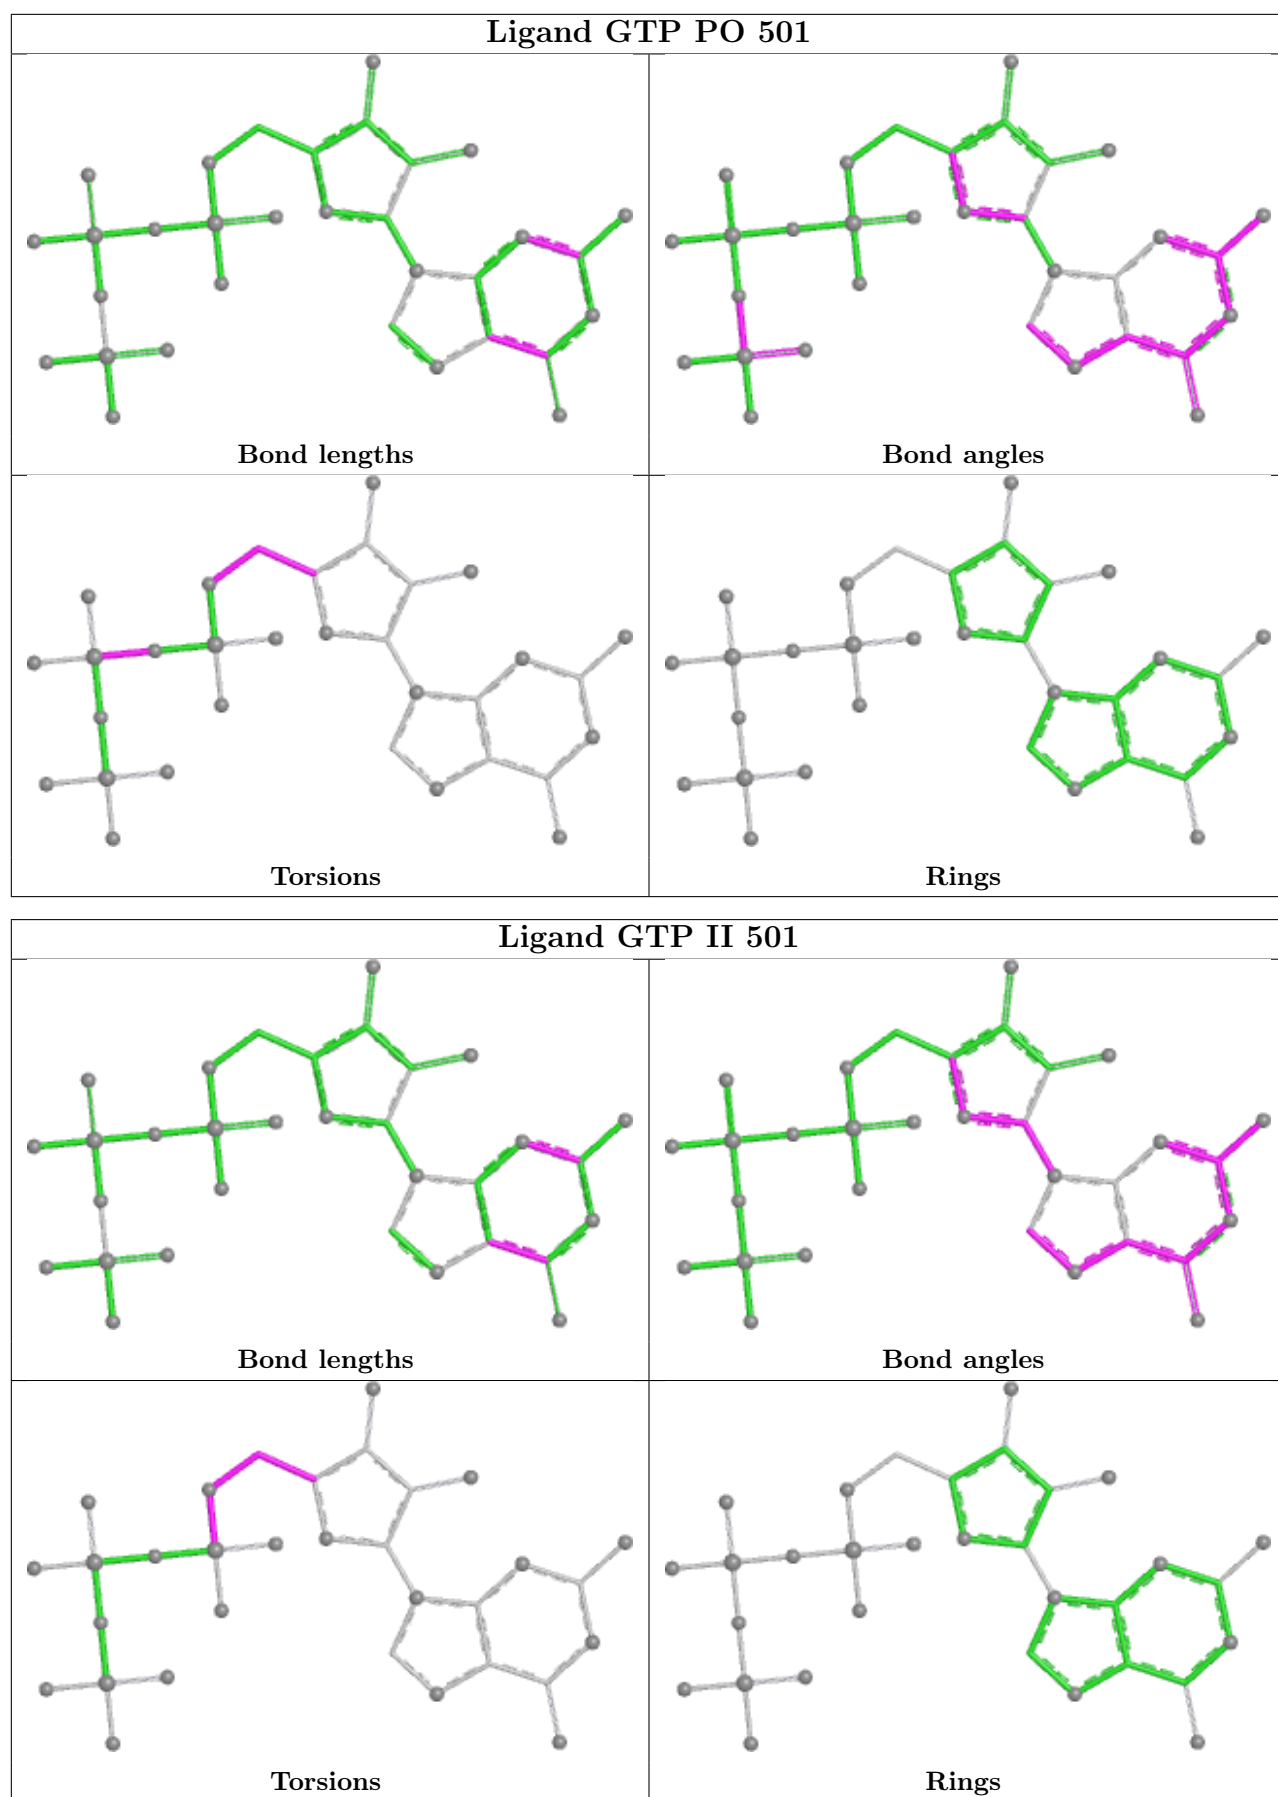 Ligand GTP PO 501
Bond lengths Bond angles
Torsions Rings
Ligand GTP II 501
Bond lengths Bond angles
Torsions Rings